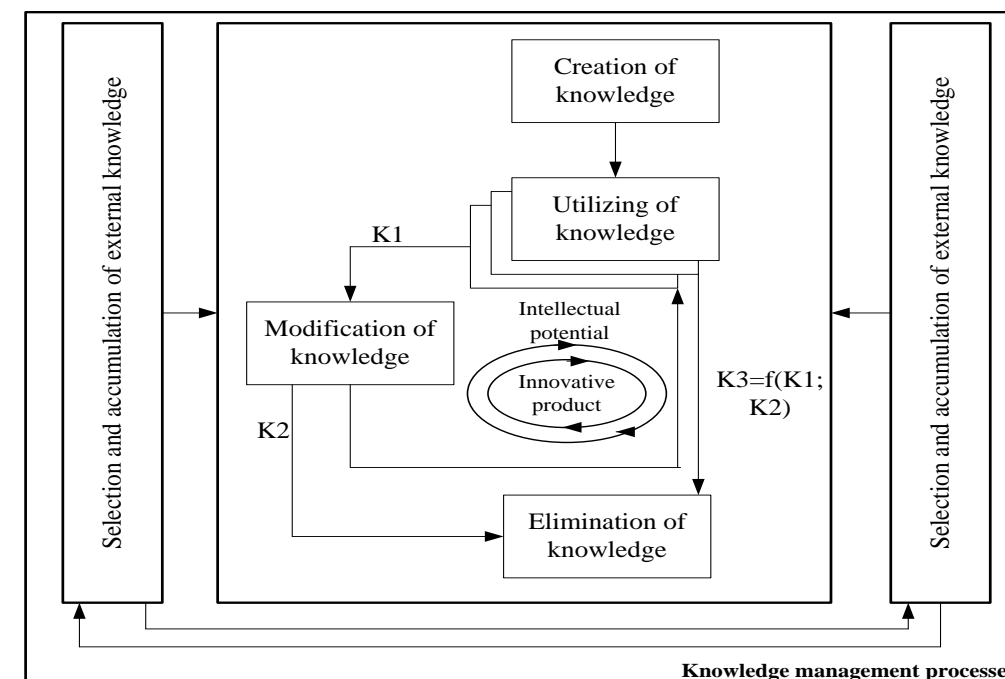 Selection and accumulation of external knowledge
Creation of
knowledge
Utilizing of
knowledge
K1
Modification of
knowledge
Intellectual
potential
Innovative
product
K3=f(K1;
K2)
K2
Elimination of
knowledge
Selection and accumulation of external knowledge
Knowledge management processe